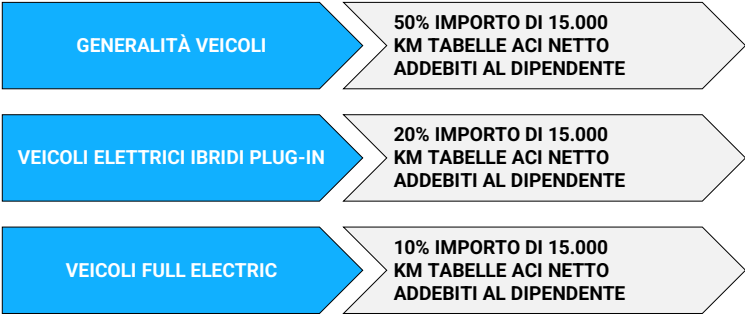 GENERALITÀ VEICOLI
50% IMPORTO DI 15.000
KM TABELLE ACI NETTO
ADDEBITI AL DIPENDENTE
VEICOLI ELETTRICI IBRIDI PLUG-IN
20% IMPORTO DI 15.000
KM TABELLE ACI NETTO
ADDEBITI AL DIPENDENTE
VEICOLI FULL ELECTRIC
10% IMPORTO DI 15.000
KM TABELLE ACI NETTO
ADDEBITI AL DIPENDENTE